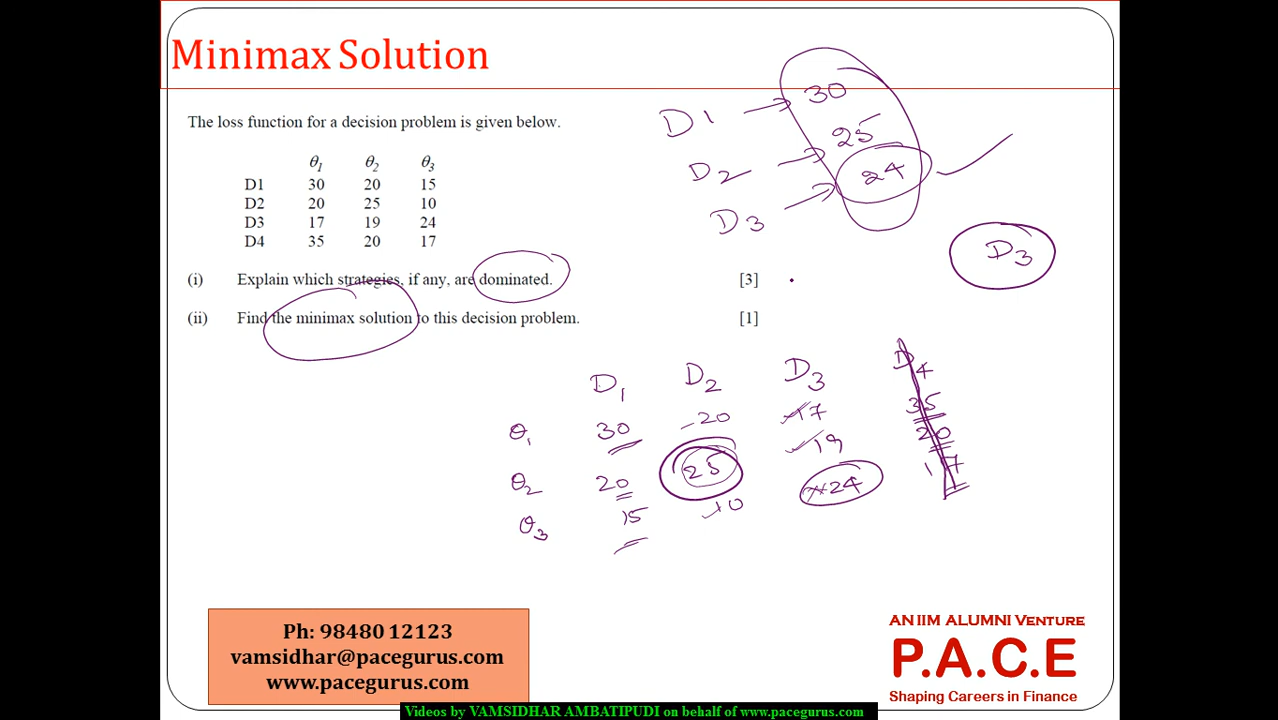 Minimax Solution
The loss function for a decision problem is given below.
θ1 θ2 θ3
D1 30 20 15
D2 20 25 10
D3 17 19 24
D4 35 20 17
(i) Explain which strategies, if any, are dominated. [3]
(ii) Find the minimax solution to this decision problem. [1]
D1 → 30
D2 → 25
D3 → 24
D3
D1 D2 D3 D4
θ1 30 20 17 35
θ2 20 25 19 20
θ3 15 10 24 17
Ph: 98480 12123
vamsidhar@pacegurus.com
www.pacegurus.com
AN IIM ALUMNI VENTURE
P.A.C.E
Shaping Careers in Finance
Videos by VAMSIDHAR AMBATIPUDI on behalf of www.pacegurus.com